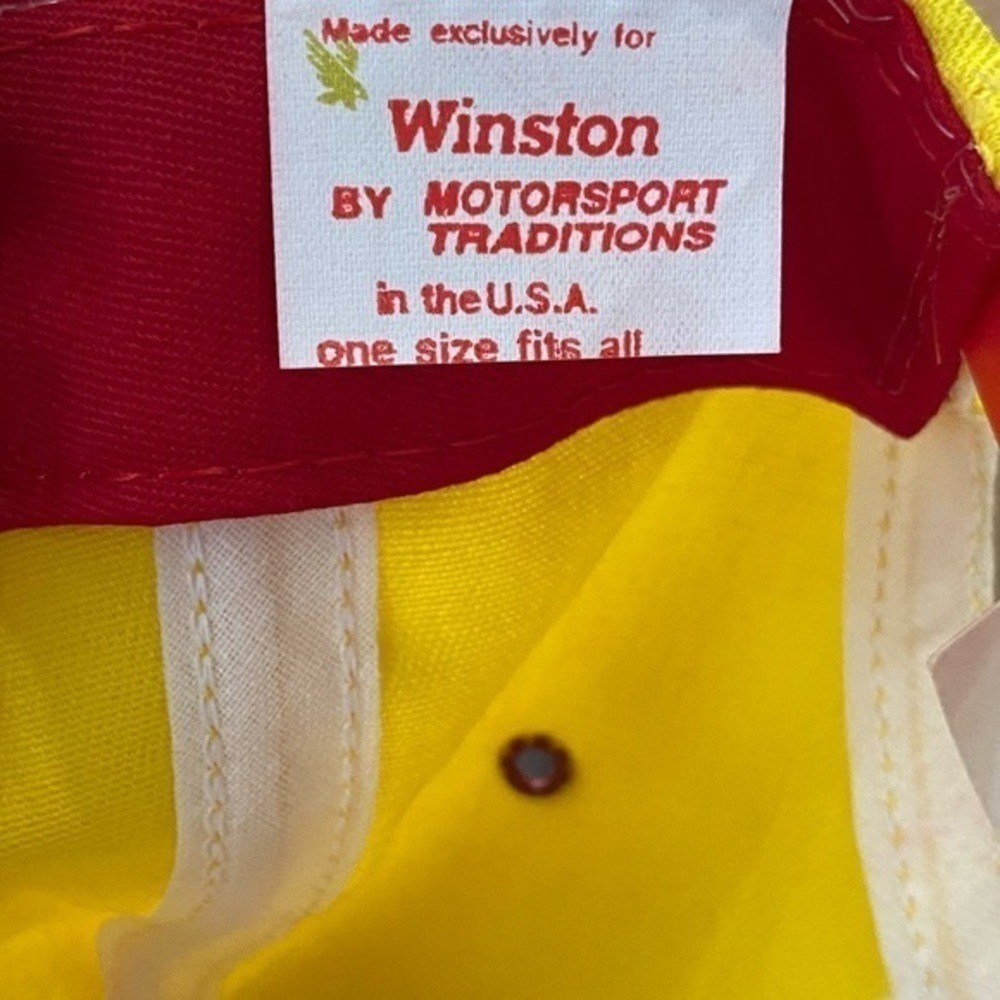 Made exclusively for
Winston
BY MOTORSPORT
TRADITIONS
in the U.S.A.
one size fits all